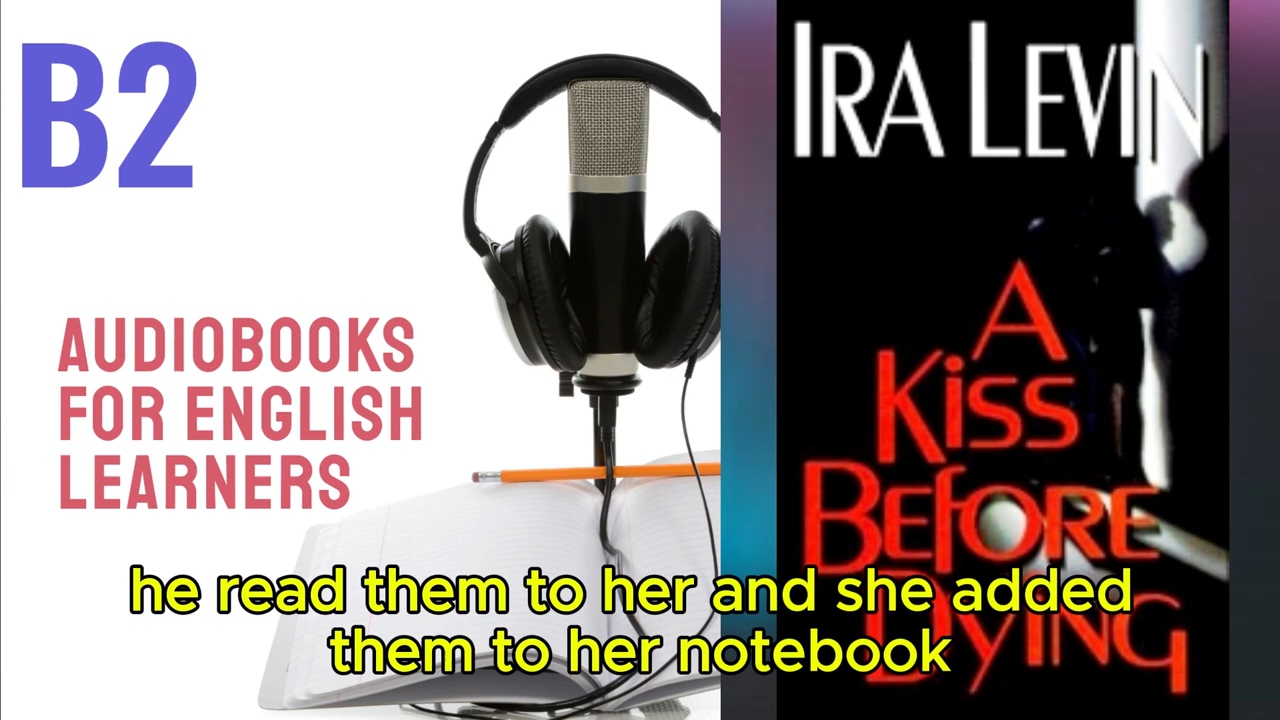 B2
AUDIOBOOKS
FOR ENGLISH
LEARNERS
IRA LEVIN
A
KISS
BEFORE
DYING
he read them to her and she added
them to her notebook